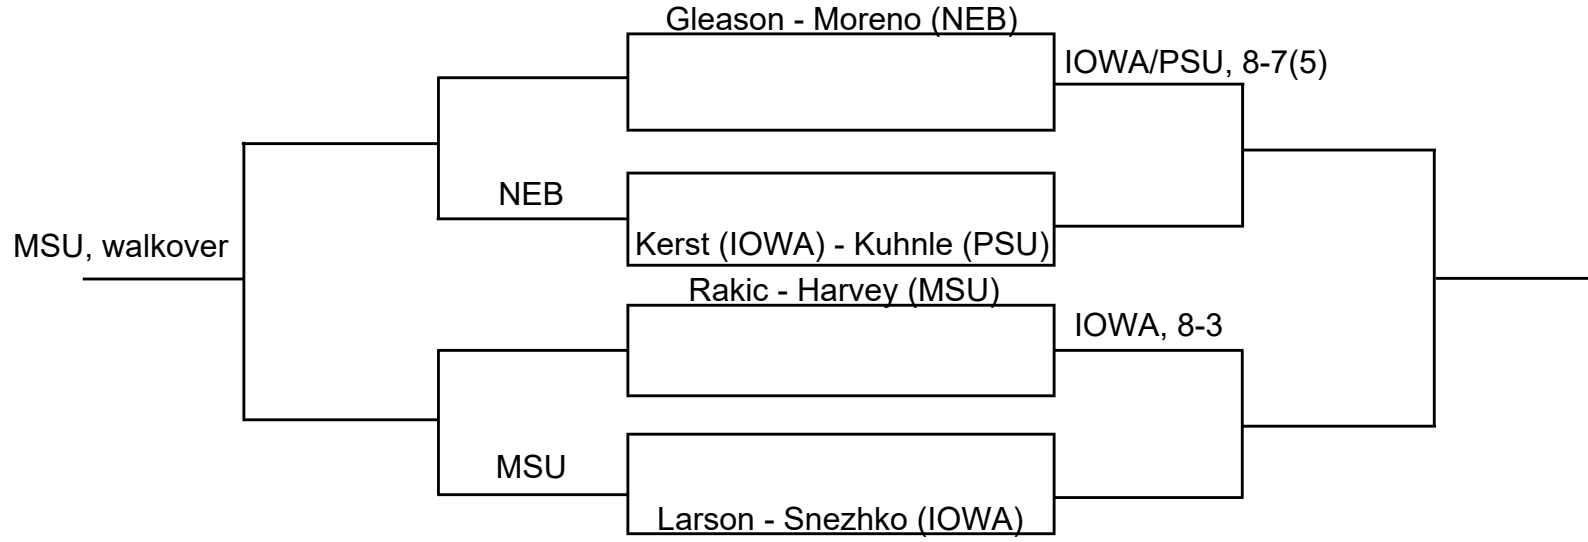 Gleason - Moreno (NEB)
IOWA/PSU, 8-7(5)
NEB
MSU, walkover
Kerst (IOWA) - Kuhnle (PSU)
Rakic - Harvey (MSU)
IOWA, 8-3
MSU
Larson - Snezhko (IOWA)